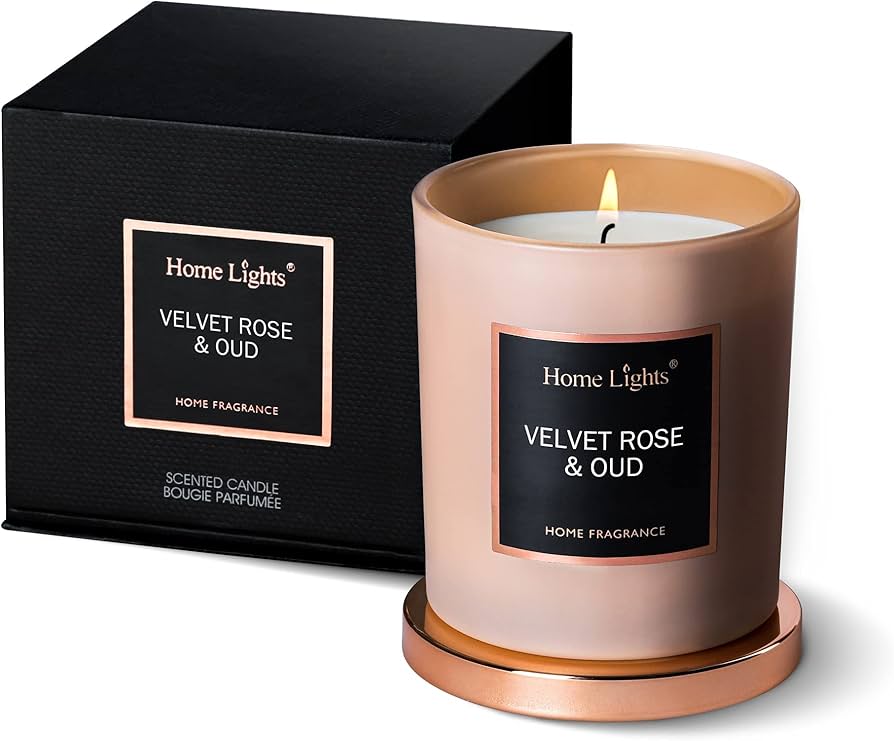 Home Lights®
VELVET ROSE
& OUD
HOME FRAGRANCE
SCENTED CANDLE
BOUGIE PARFUMÉE
Home Lights®
VELVET ROSE
& OUD
HOME FRAGRANCE